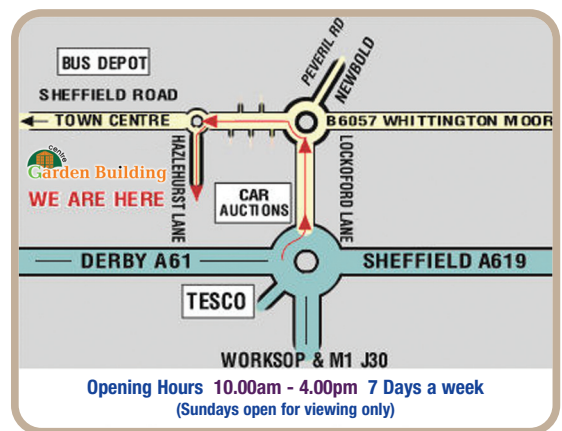 PEVERIL RD
NEWBOLD
BUS DEPOT
SHEFFIELD ROAD
TOWN CENTRE
B6057 WHITTINGTON MOOR
centre
Garden Building
WE ARE HERE
HAZLEHURST LANE
CAR
AUCTIONS
LOCKOFORD LANE
DERBY A61
SHEFFIELD A619
TESCO
WORKSOP & M1 J30
Opening Hours 10.00am - 4.00pm 7 Days a week
(Sundays open for viewing only)